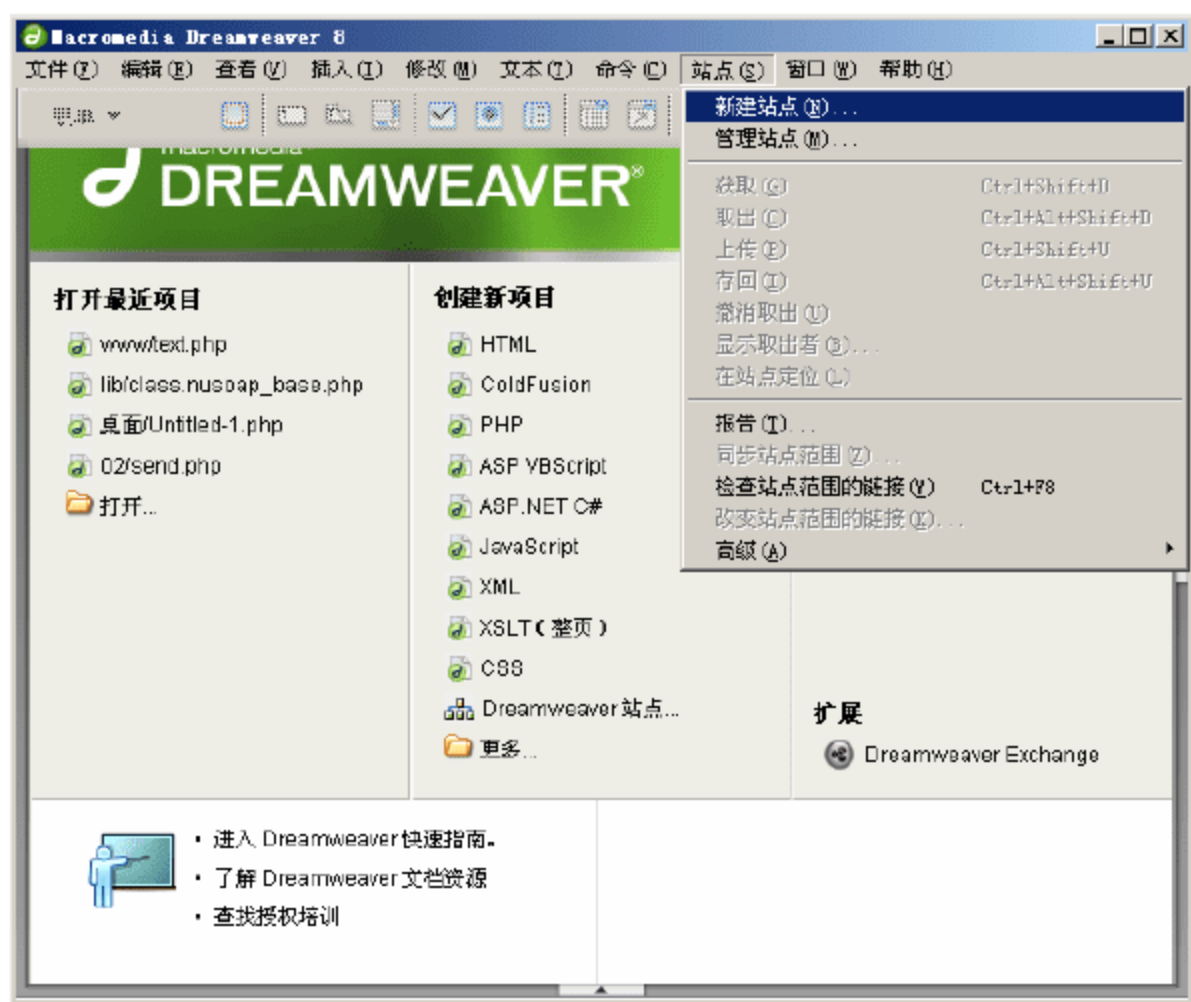 Macromedia Dreamweaver 8
文件(F) 编辑(E) 查看(V) 插入(I) 修改(M) 文本(T) 命令(C) 站点(S) 窗口(W) 帮助(H)
新建站点(N)...
管理站点(M)...
获取(G) Ctrl+Shift+D
取出(C) Ctrl+Alt+Shift+D
上传(P) Ctrl+Shift+U
存回(I) Ctrl+Alt+Shift+U
撤消取出(U)
显示取出者(B)...
在站点定位(L)
报告(T)...
同步站点范围(Z)...
检查站点范围的链接(Y) Ctrl+F8
改变站点范围的链接(K)...
高级(A)
macromedia
DREAMWEAVER®
打开最近项目
www/text.php
lib/class.nusoap_base.php
桌面/Untitled-1.php
02/send.php
打开...
创建新项目
HTML
ColdFusion
PHP
ASP VBScript
ASP.NET C#
JavaScript
XML
XSLT(整页)
CSS
Dreamweaver 站点...
更多...
扩展
Dreamweaver Exchange
· 进入 Dreamweaver 快速指南。
· 了解 Dreamweaver 文档资源
· 查找授权培训